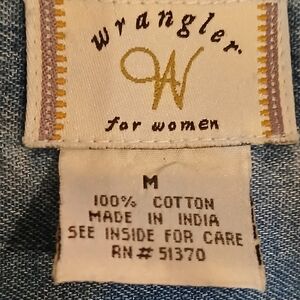 wrangler
W
for women
M
100% COTTON
MADE IN INDIA
SEE INSIDE FOR CARE
RN# 51370